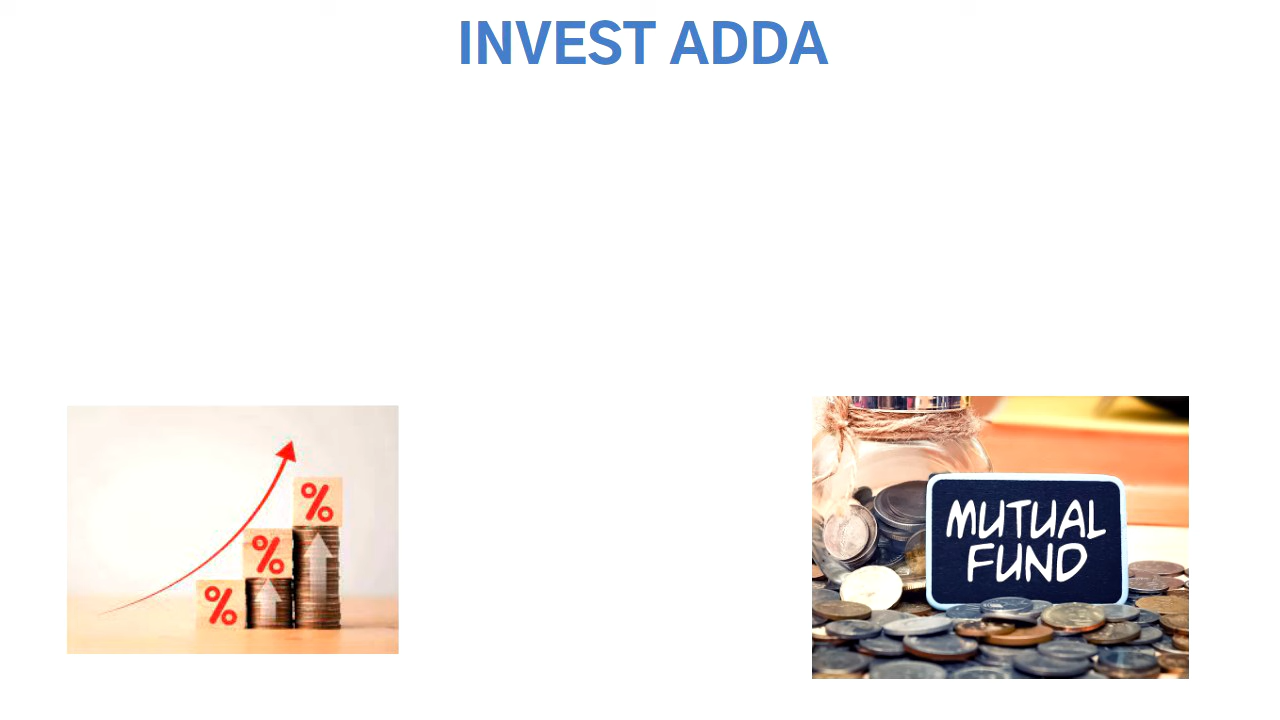 INVEST ADDA
%
%
%
MUTUAL
FUND